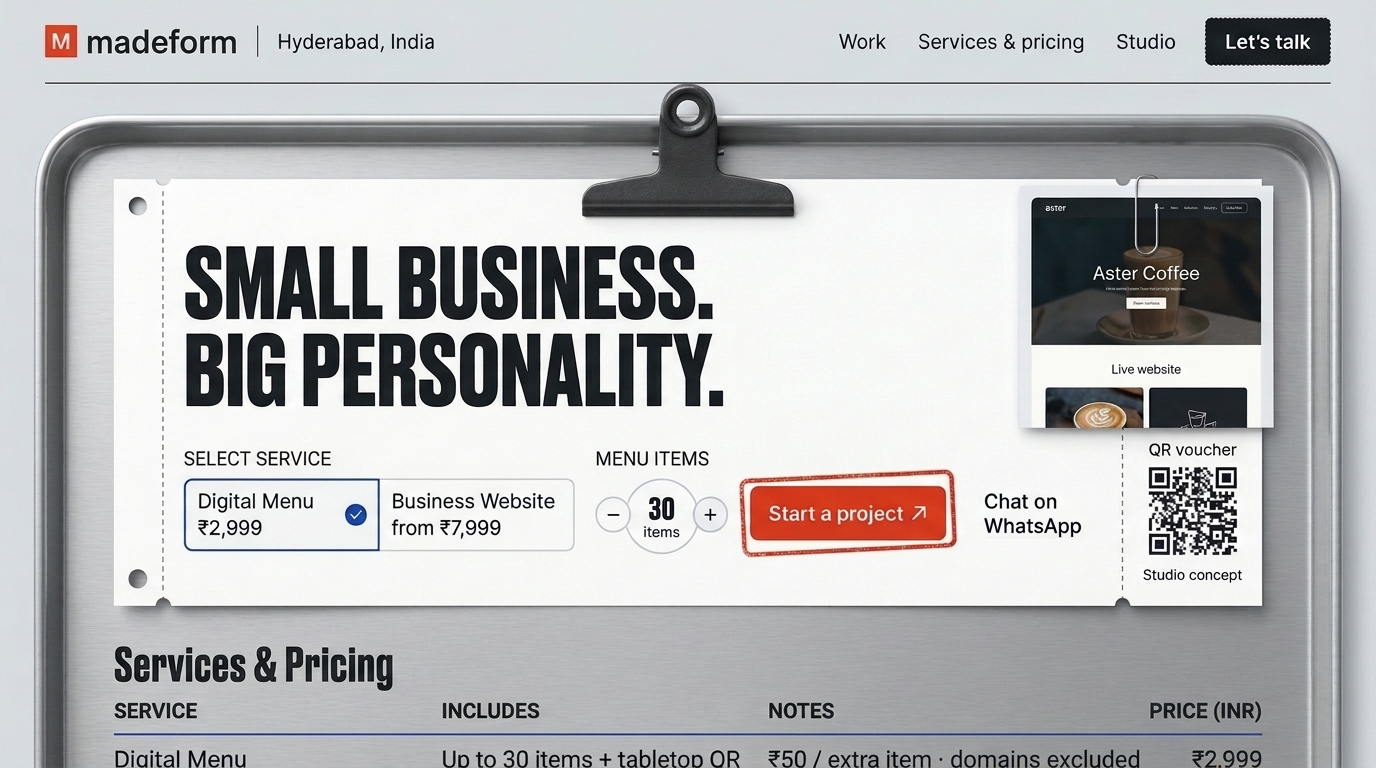 M madeform
Hyderabad, India
Work
Services & pricing
Studio
Let's talk
SMALL BUSINESS.
BIG PERSONALITY.
SELECT SERVICE
Digital Menu
₹2,999
Business Website
from ₹7,999
MENU ITEMS
−
30
items
+
Start a project ↗
Chat on
WhatsApp
aster
Aster Coffee
Live website
QR voucher
Studio concept
Services & Pricing
SERVICE
INCLUDES
NOTES
PRICE (INR)
Digital Menu
Up to 30 items + tabletop QR
₹50 / extra item · domains excluded
₹2,999